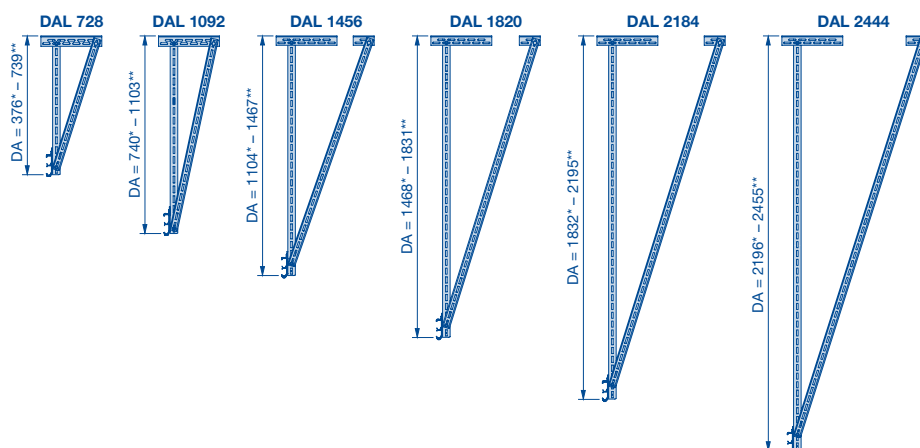 DAL 728
DAL 1092
DAL 1456
DAL 1820
DAL 2184
DAL 2444
DA = 376* – 739**
DA = 740* – 1103**
DA = 1104* – 1467**
DA = 1468* – 1831**
DA = 1832* – 2195**
DA = 2196* – 2455**